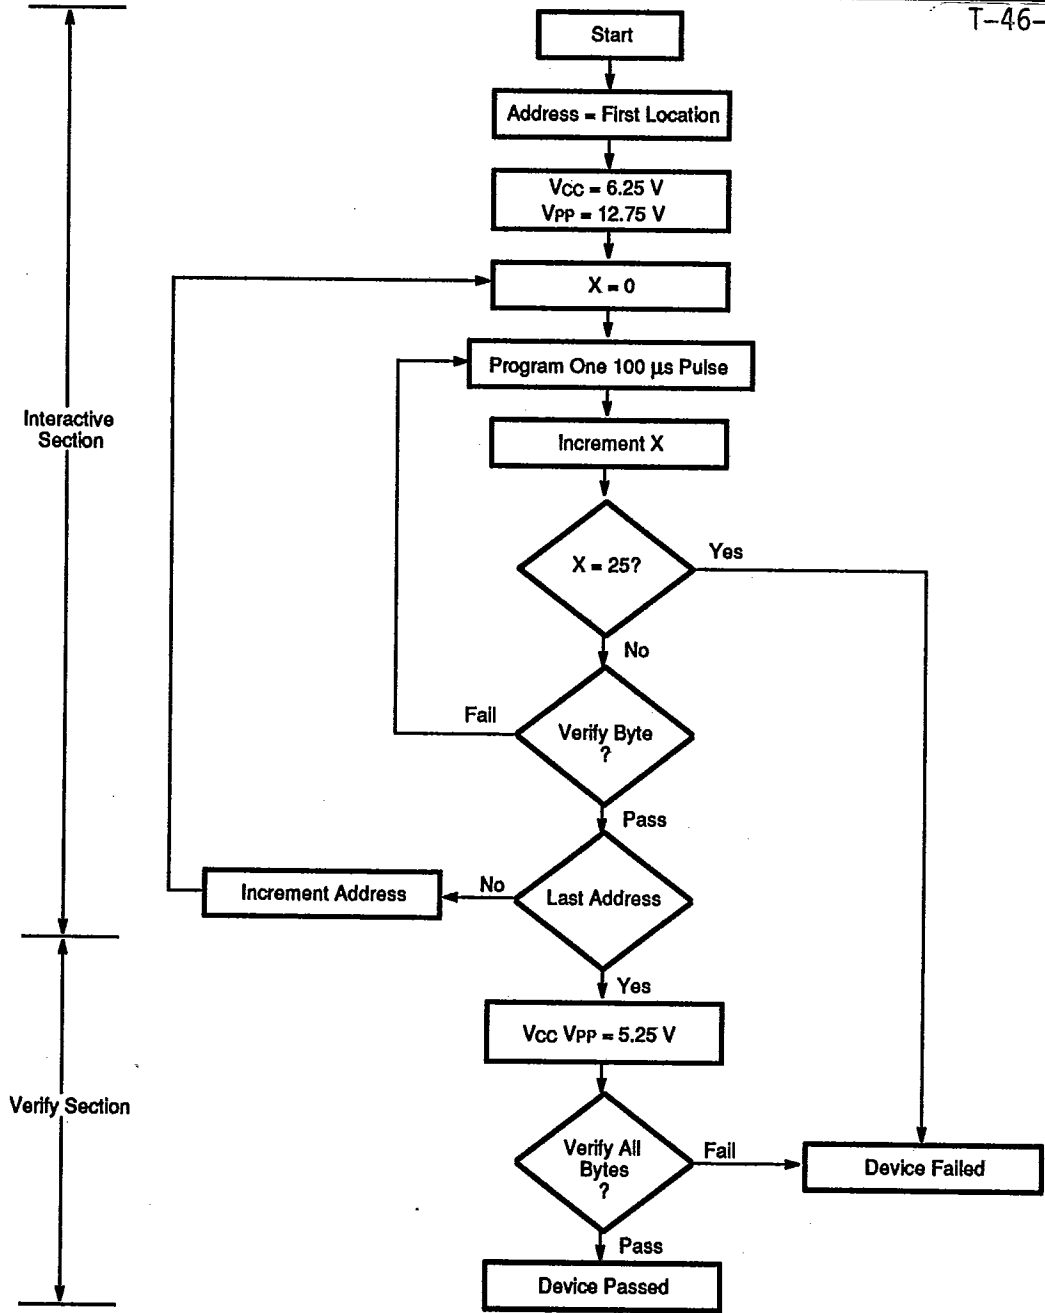 T-46-
Start
Address = First Location
VCC = 6.25 V
VPP = 12.75 V
X = 0
Program One 100 µs Pulse
Interactive
Section
Increment X
X = 25?
Yes
No
Fail
Verify Byte
?
Pass
Last Address
No
Increment Address
Yes
VCC VPP = 5.25 V
Verify Section
Verify All
Bytes
?
Fail
Device Failed
Pass
Device Passed